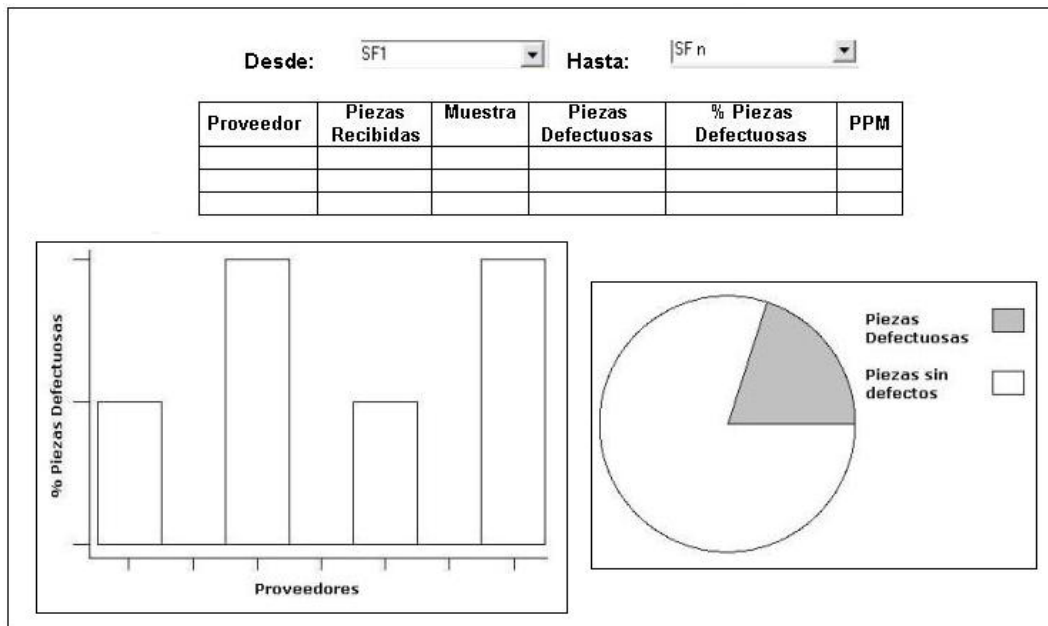 Desde: SF1 Hasta: SF n
Proveedor Piezas Recibidas Muestra Piezas Defectuosas % Piezas Defectuosas PPM
% Piezas Defectuosas
Proveedores
Piezas
Defectuosas
Piezas sin
defectos